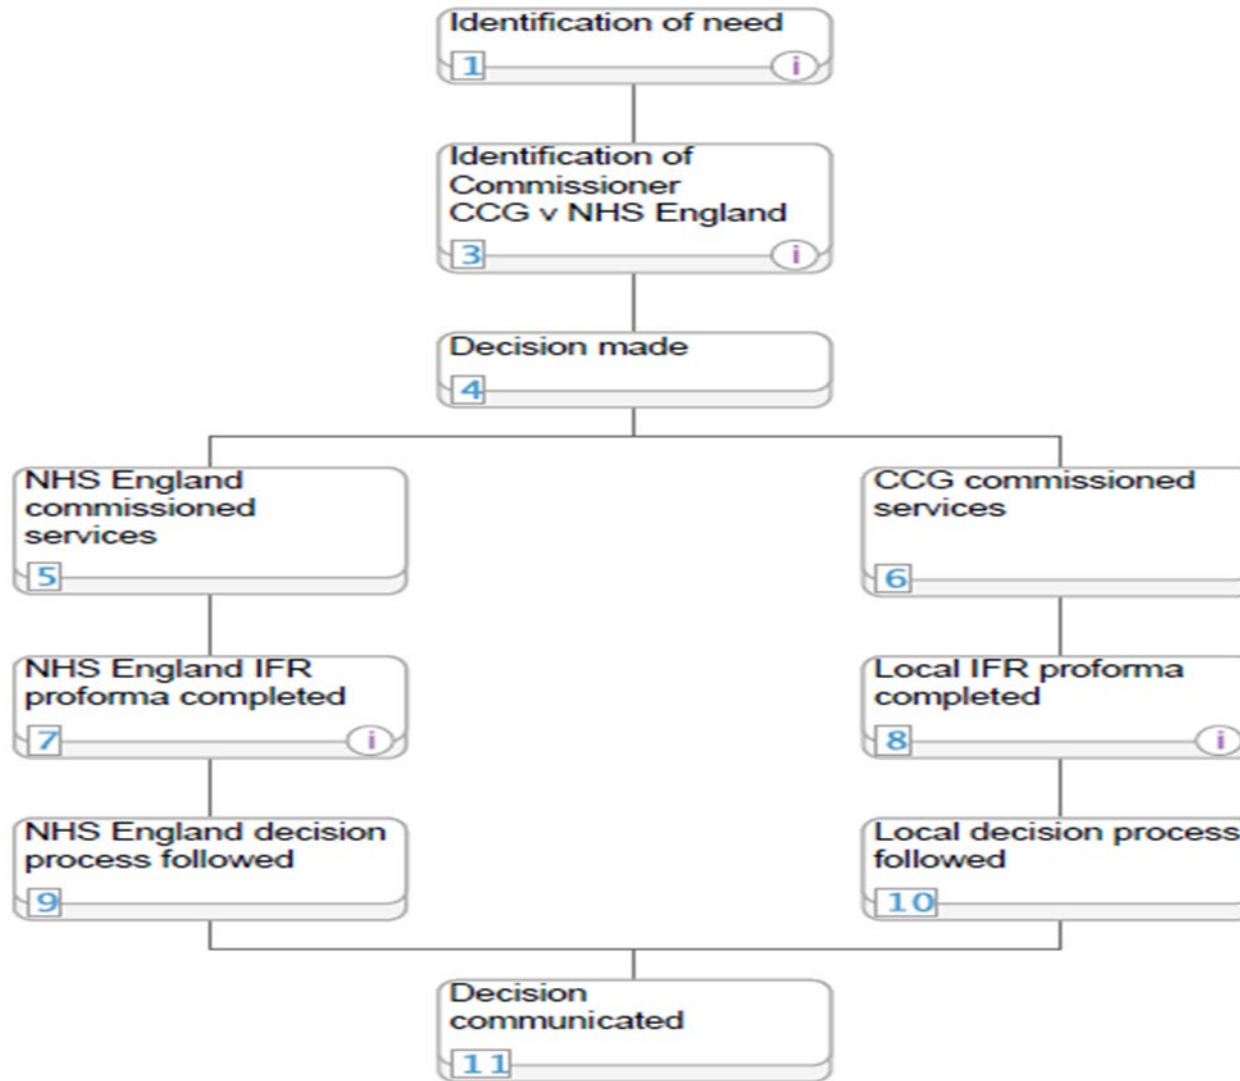 Identification of need
1 i
Identification of
Commissioner
CCG v NHS England
3 i
Decision made
4
NHS England
commissioned
services
5
CCG commissioned
services
6
NHS England IFR
proforma completed
7 i
Local IFR proforma
completed
8 i
NHS England decision
process followed
9
Local decision process
followed
10
Decision
communicated
11